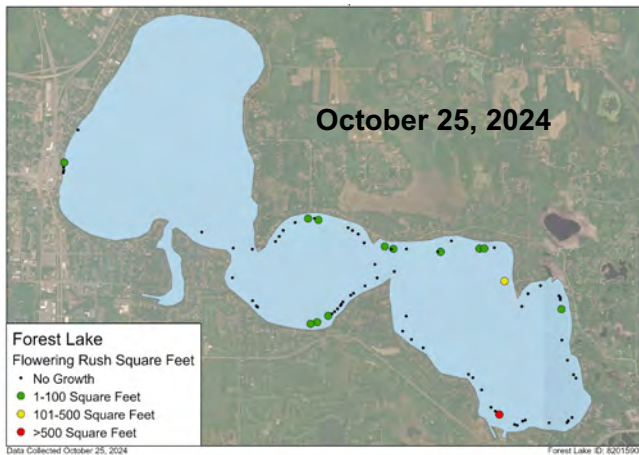 October 25, 2024
Forest Lake
Flowering Rush Square Feet
No Growth
1-100 Square Feet
101-500 Square Feet
>500 Square Feet
Data Collected October 25, 2024
Forest Lake ID: 8201590